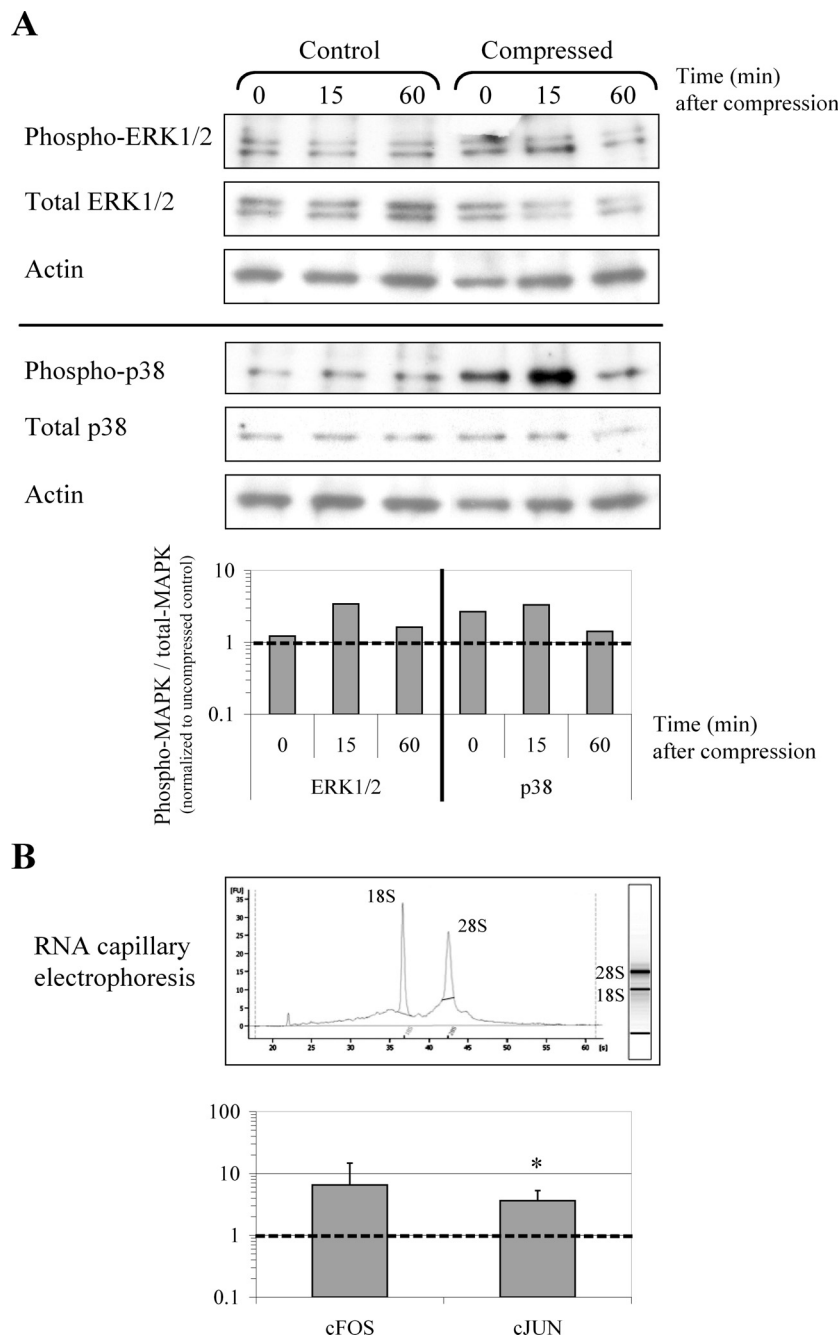 A
Control Compressed
Time (min)
after compression
0 15 60 0 15 60
Phospho-ERK1/2
Total ERK1/2
Actin
Phospho-p38
Total p38
Actin
Phospho-MAPK / total-MAPK
(normalized to uncompressed control)
10
1
0.1
0 15 60 0 15 60
ERK1/2 p38
Time (min)
after compression
B
RNA capillary
electrophoresis
[FU]
35
30
25
20
15
10
5
0
18S
28S
18S
28S
20 25 30 35 40 45 50 55 60 [s]
28S
18S
100
10
1
0.1
*
cFOS cJUN